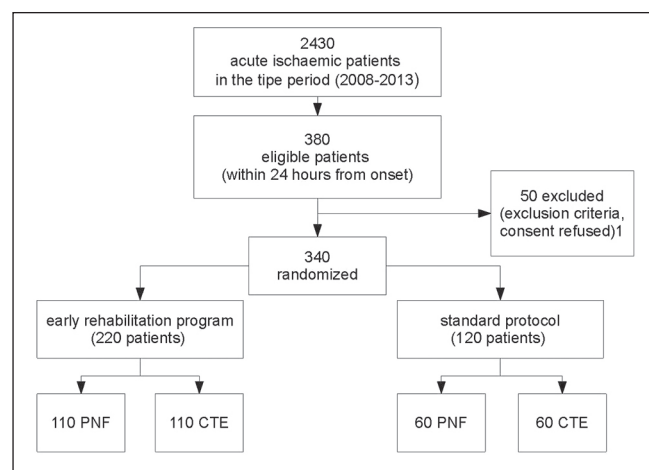 2430
acute ischaemic patients
in the tipe period (2008-2013)
380
eligible patients
(within 24 hours from onset)
50 excluded
(exclusion criteria,
consent refused)1
340
randomized
early rehabilitation program
(220 patients)
standard protocol
(120 patients)
110 PNF
110 CTE
60 PNF
60 CTE